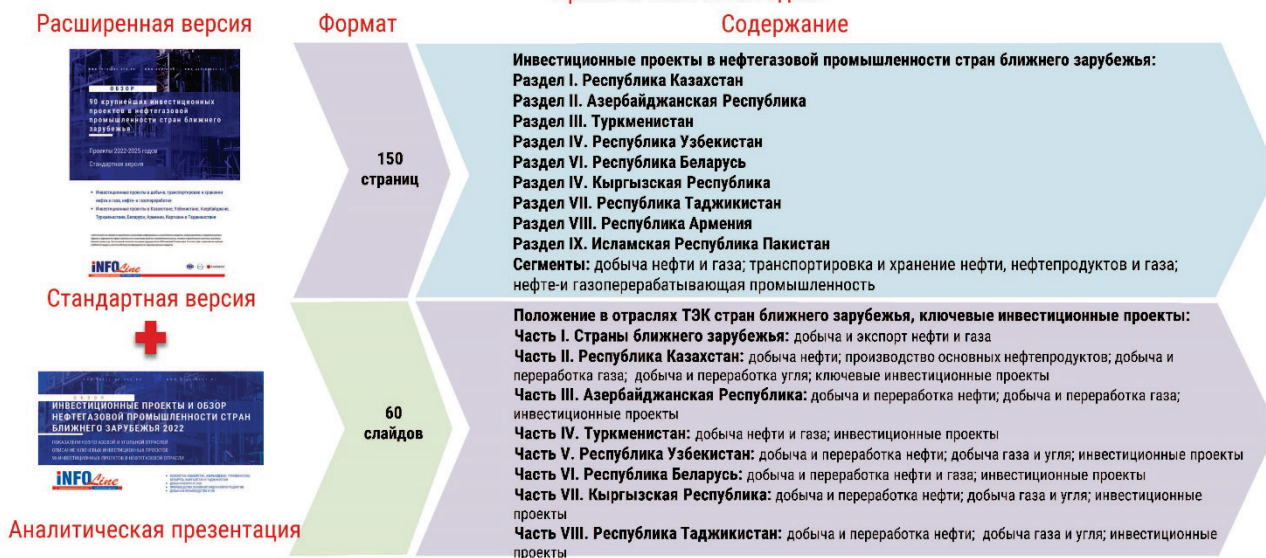 Расширенная версия
Формат
Содержание
ОБЗОР
90 крупнейших инвестиционных
проектов в нефтегазовой
промышленности стран ближнего
зарубежья
Проекты 2022-2025 годов
Стандартная версия
INFOLine
Стандартная версия
150
страниц
Инвестиционные проекты в нефтегазовой промышленности стран ближнего зарубежья:
Раздел I. Республика Казахстан
Раздел II. Азербайджанская Республика
Раздел III. Туркменистан
Раздел IV. Республика Узбекистан
Раздел VI. Республика Беларусь
Раздел IV. Кыргызская Республика
Раздел VII. Республика Таджикистан
Раздел VIII. Республика Армения
Раздел IX. Исламская Республика Пакистан
Сегменты: добыча нефти и газа; транспортировка и хранение нефти, нефтепродуктов и газа;
нефте-и газоперерабатывающая промышленность
ОБЗОР
ИНВЕСТИЦИОННЫЕ ПРОЕКТЫ И ОБЗОР
НЕФТЕГАЗОВОЙ ПРОМЫШЛЕННОСТИ СТРАН
БЛИЖНЕГО ЗАРУБЕЖЬЯ 2022
INFOLine
Аналитическая презентация
60
слайдов
Положение в отраслях ТЭК стран ближнего зарубежья, ключевые инвестиционные проекты:
Часть I. Страны ближнего зарубежья: добыча и экспорт нефти и газа
Часть II. Республика Казахстан: добыча нефти; производство основных нефтепродуктов; добыча и
переработка газа; добыча и переработка угля; ключевые инвестиционные проекты
Часть III. Азербайджанская Республика: добыча и переработка нефти; добыча и переработка газа;
инвестиционные проекты
Часть IV. Туркменистан: добыча нефти и газа; инвестиционные проекты
Часть V. Республика Узбекистан: добыча и переработка нефти; добыча газа и угля; инвестиционные проекты
Часть VI. Республика Беларусь: добыча и переработка нефти и газа; инвестиционные проекты
Часть VII. Кыргызская Республика: добыча и переработка нефти; добыча газа и угля; инвестиционные
проекты
Часть VIII. Республика Таджикистан: добыча и переработка нефти; добыча газа и угля; инвестиционные
проекты